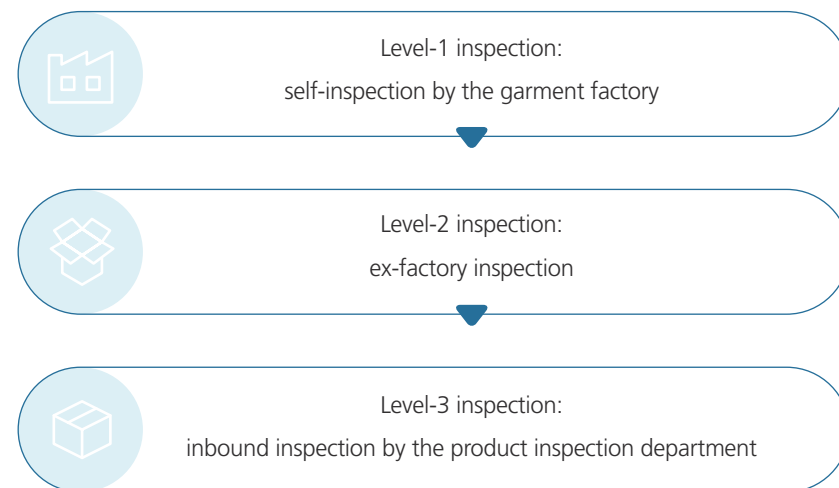 Level-1 inspection:
self-inspection by the garment factory
Level-2 inspection:
ex-factory inspection
Level-3 inspection:
inbound inspection by the product inspection department